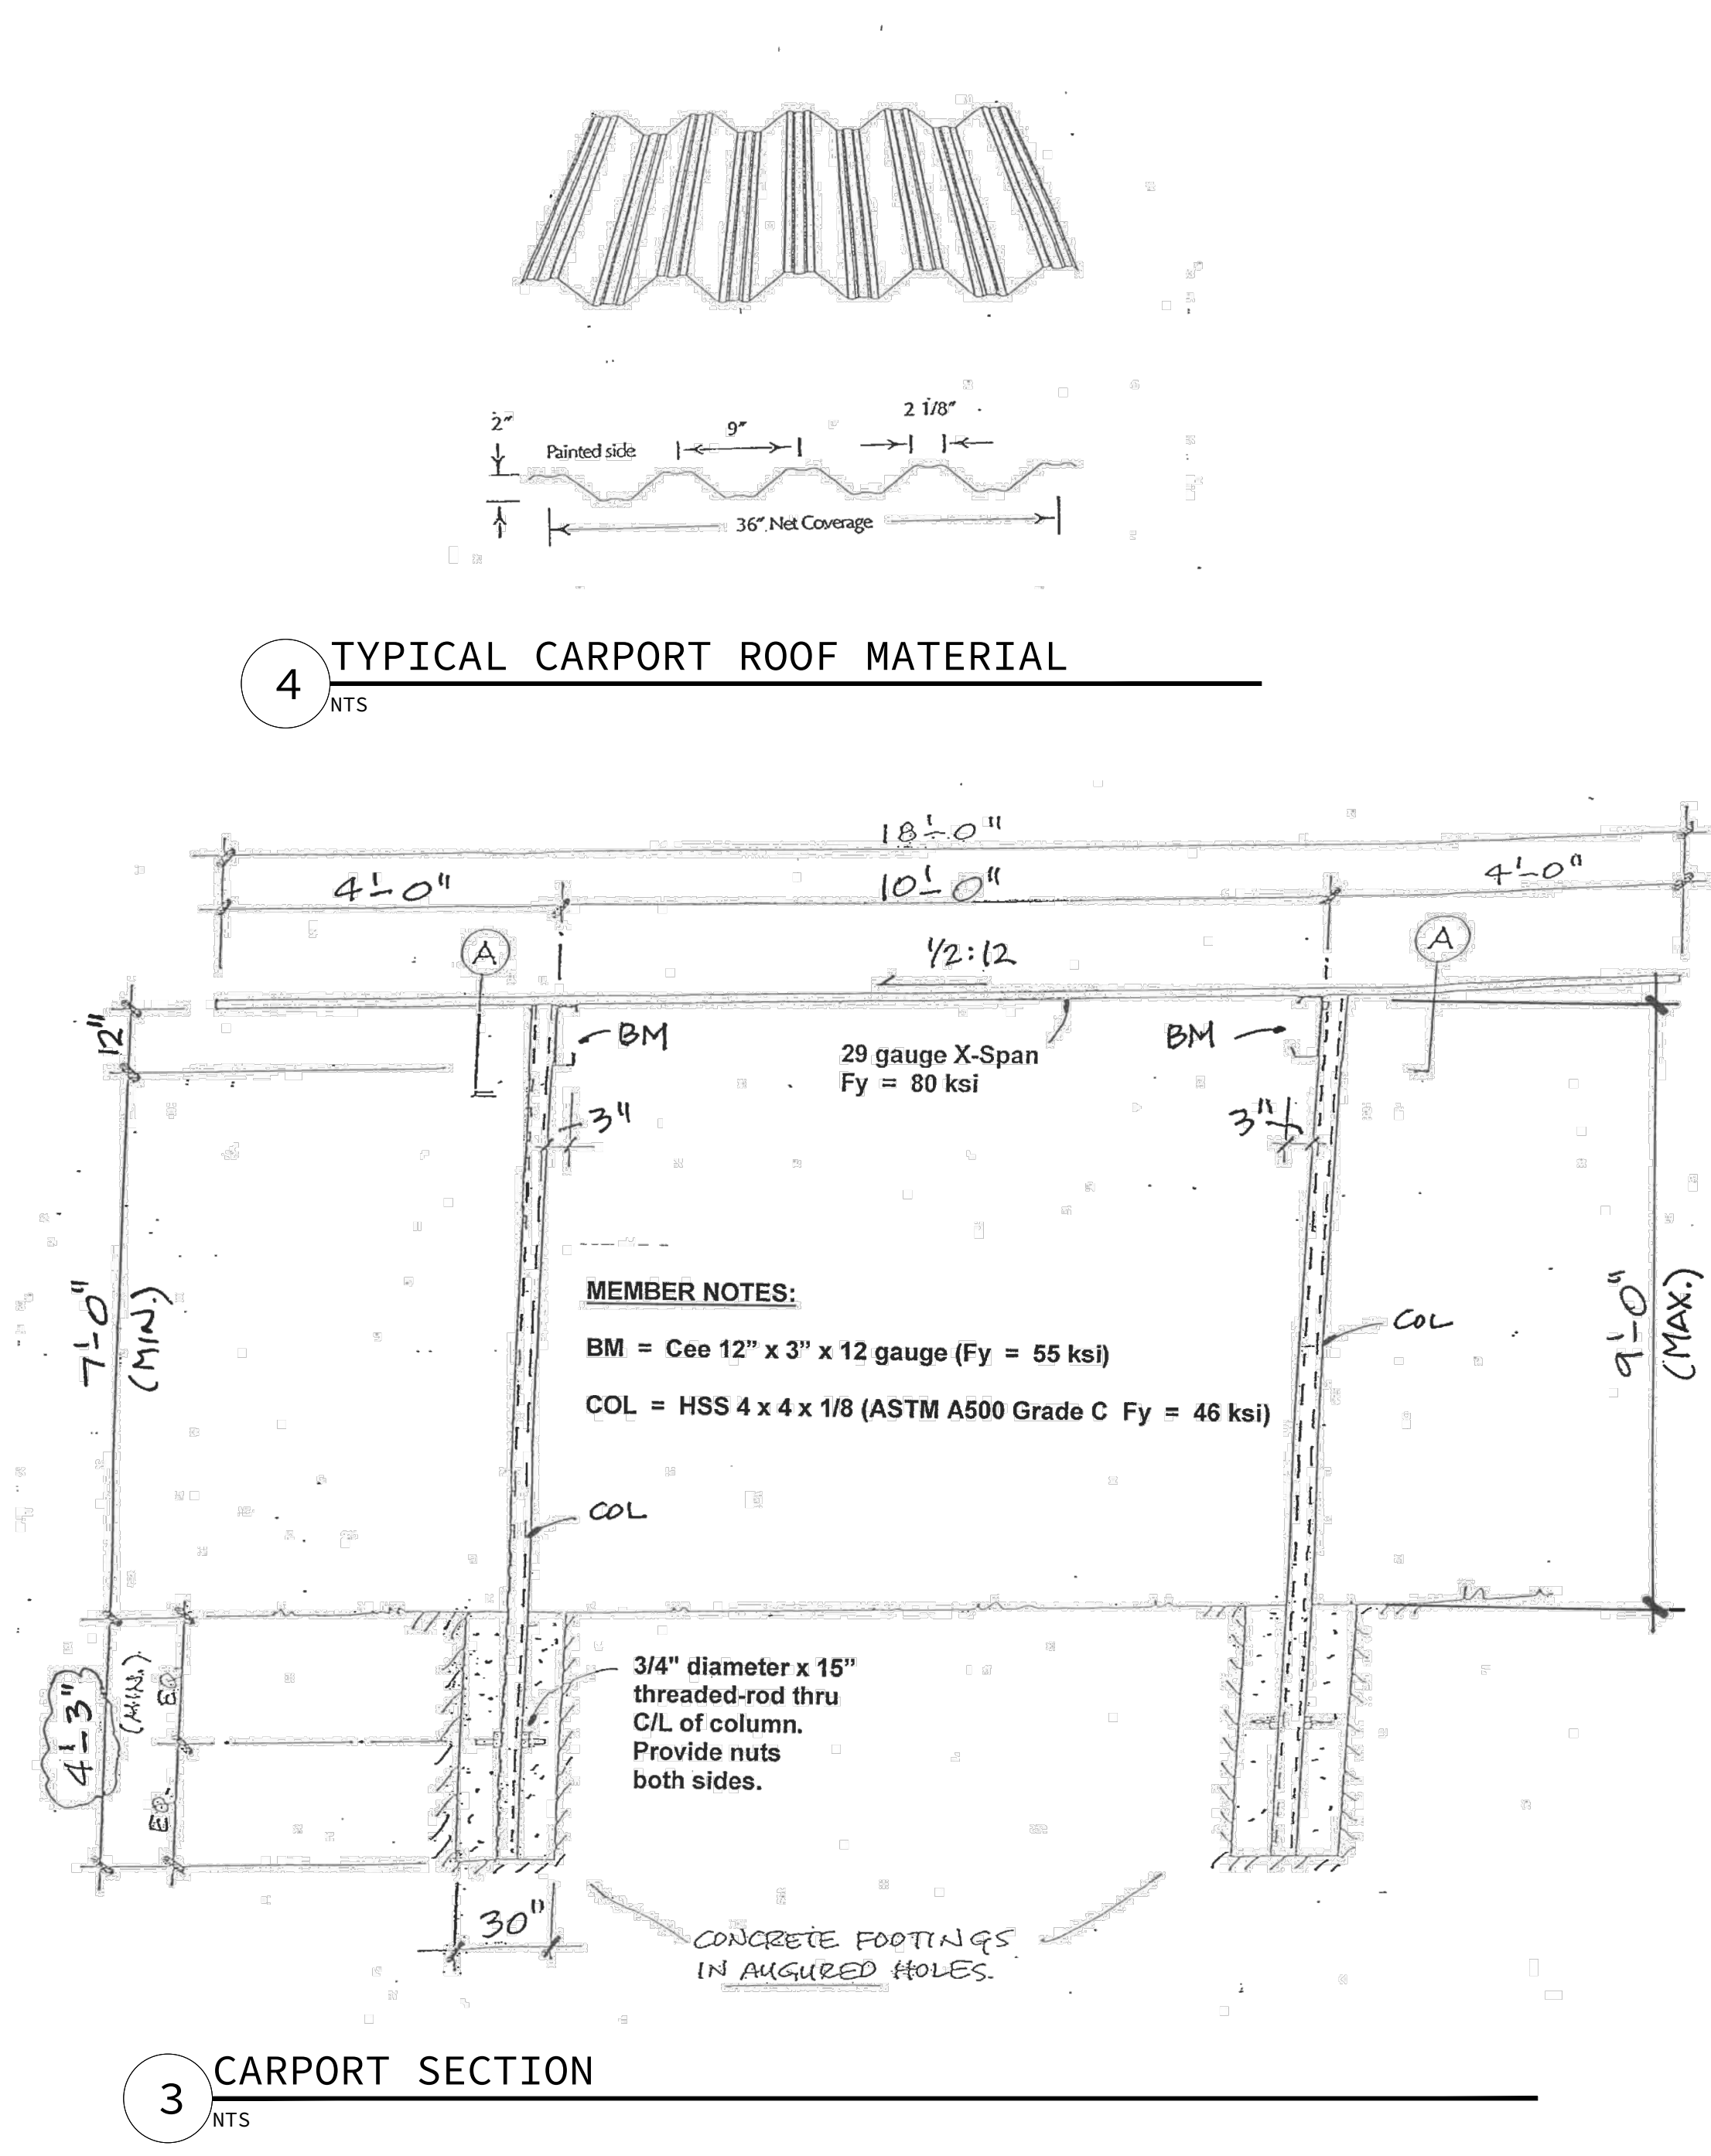 2"
Painted side
9"
2 1/8"
36" Net Coverage
4
TYPICAL CARPORT ROOF MATERIAL
NTS
18'-0"
4'-0"
10'-0"
4'-0"
A
1/2:12
A
12"
BM
BM
29 gauge X-Span
Fy = 80 ksi
3"
3"
7'-0"
(MIN.)
MEMBER NOTES:
BM = Cee 12” x 3” x 12 gauge (Fy = 55 ksi)
COL = HSS 4 x 4 x 1/8 (ASTM A500 Grade C Fy = 46 ksi)
COL
9'-0"
(MAX.)
COL
4'-3"
(MIN.)
EQ
EQ.
3/4" diameter x 15”
threaded-rod thru
C/L of column.
Provide nuts
both sides.
30"
CONCRETE FOOTINGS
IN AUGURED HOLES.
3
CARPORT SECTION
NTS